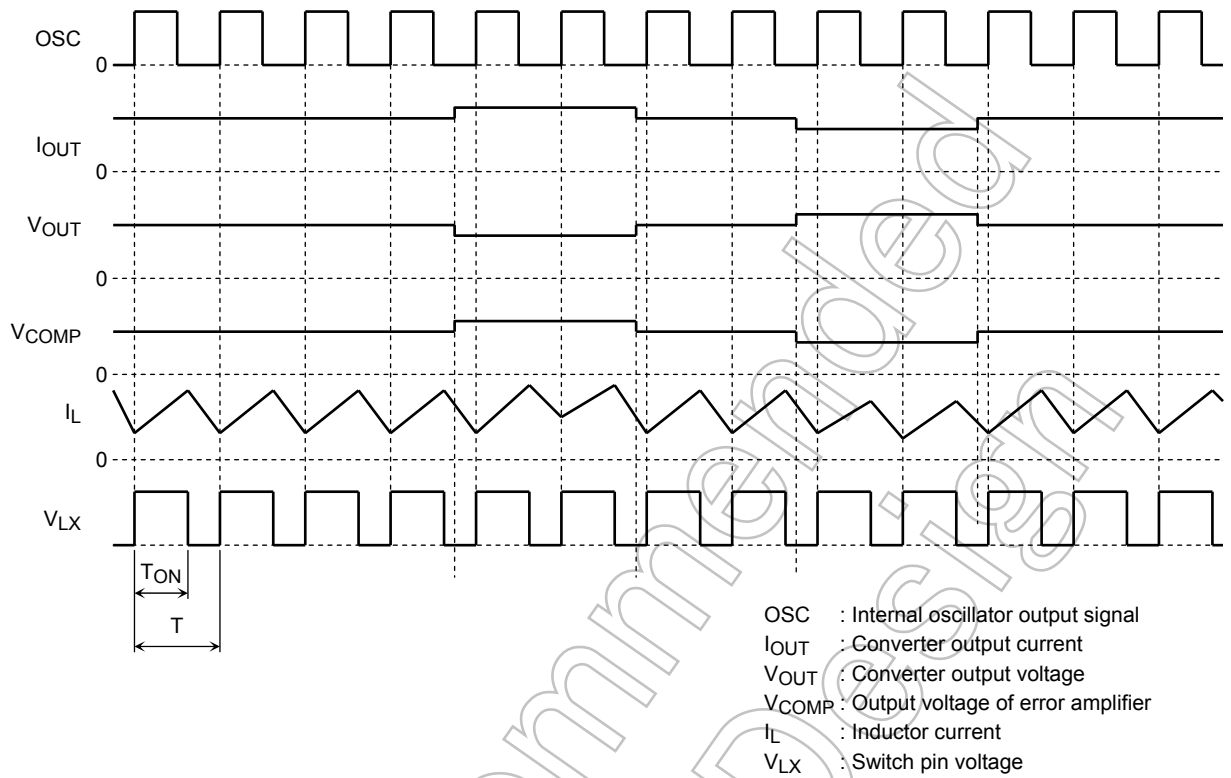 OSC
0
IOUT
0
VOUT
0
VCOMP
0
IL
0
VLX
TON
T
OSC : Internal oscillator output signal
IOUT : Converter output current
VOUT : Converter output voltage
VCOMP : Output voltage of error amplifier
IL : Inductor current
VLX : Switch pin voltage
ommended
Design